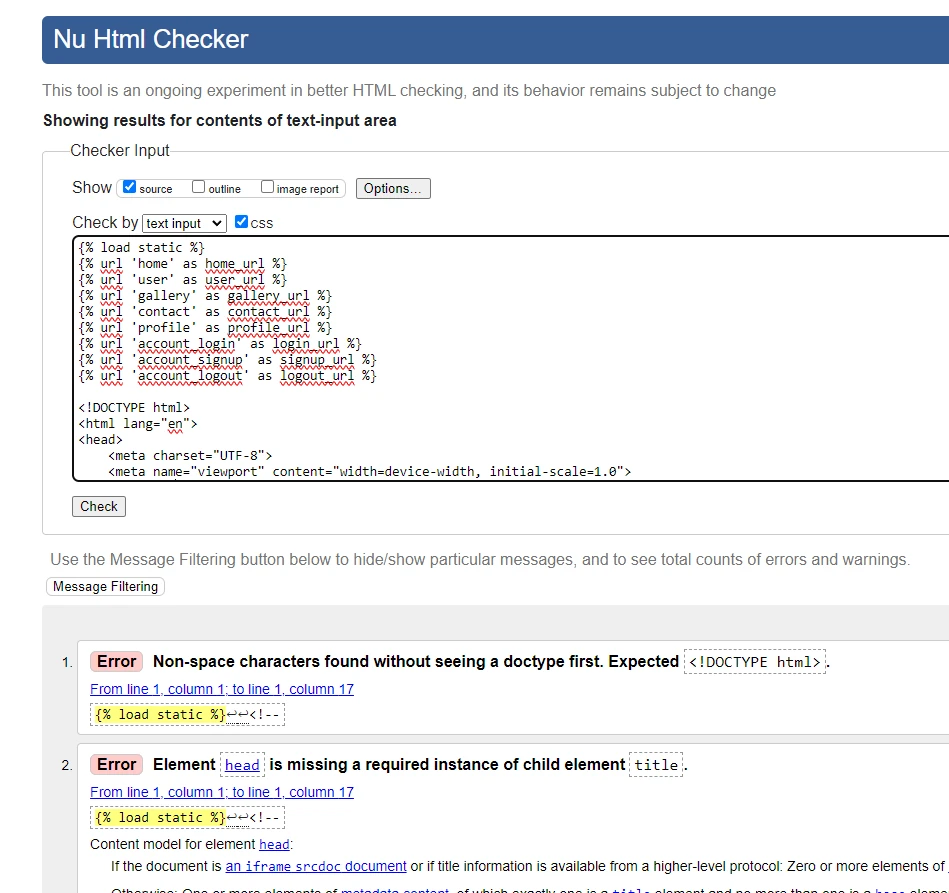 Nu Html Checker
This tool is an ongoing experiment in better HTML checking, and its behavior remains subject to change
Showing results for contents of text-input area
Checker Input
Show source outline image report Options...
Check by text input css
{% load static %}
{% url 'home' as home_url %}
{% url 'user' as user_url %}
{% url 'gallery' as gallery_url %}
{% url 'contact' as contact_url %}
{% url 'profile' as profile_url %}
{% url 'account_login' as login_url %}
{% url 'account_signup' as signup_url %}
{% url 'account_logout' as logout_url %}
<!DOCTYPE html>
<html lang="en">
<head>
<meta charset="UTF-8">
<meta name="viewport" content="width=device-width, initial-scale=1.0">
Check
Use the Message Filtering button below to hide/show particular messages, and to see total counts of errors and warnings.
Message Filtering
1. Error Non-space characters found without seeing a doctype first. Expected <!DOCTYPE html>.
From line 1, column 1; to line 1, column 17
{% load static %}↩↩<!--
2. Error Element head is missing a required instance of child element title.
From line 1, column 1; to line 1, column 17
{% load static %}↩↩<!--
Content model for element head:
If the document is an iframe srcdoc document or if title information is available from a higher-level protocol: Zero or more elements of
Otherwise: One or more elements of metadata content, of which exactly one is a title element and no more than one is a base